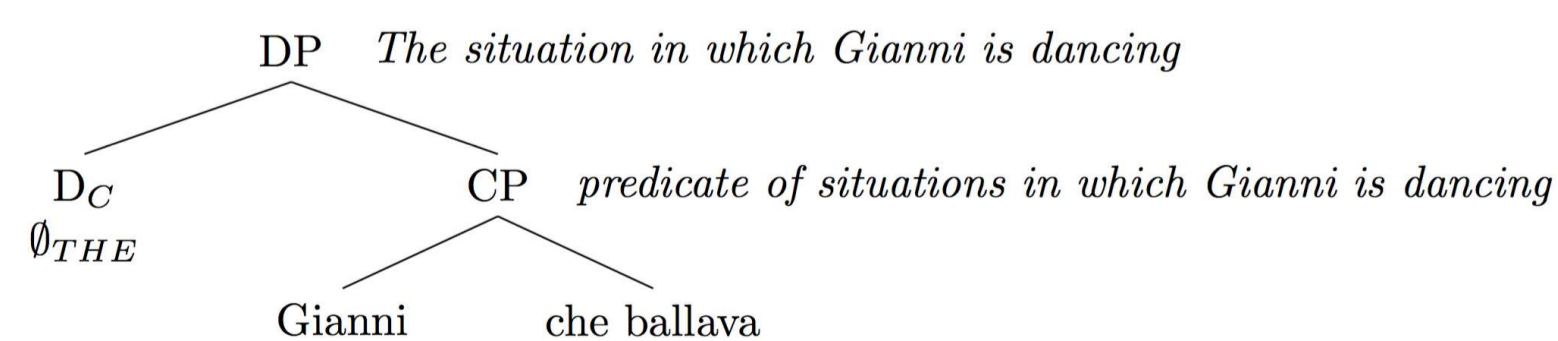 DP The situation in which Gianni is dancing
D_C CP predicate of situations in which Gianni is dancing
∅_THE
Gianni che ballava